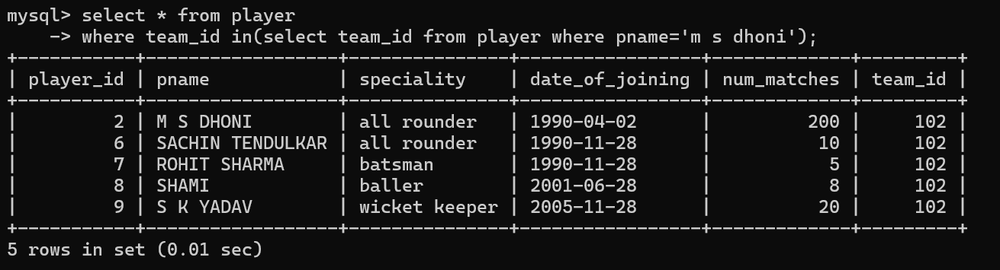 mysql> select * from player
    -> where team_id in(select team_id from player where pname='m s dhoni');
+-----------+------------------+---------------+-----------------+-------------+---------+
| player_id | pname            | speciality    | date_of_joining | num_matches | team_id |
+-----------+------------------+---------------+-----------------+-------------+---------+
|         2 | M S DHONI        | all rounder   | 1990-04-02      |         200 |     102 |
|         6 | SACHIN TENDULKAR | all rounder   | 1990-11-28      |          10 |     102 |
|         7 | ROHIT SHARMA     | batsman       | 1990-11-28      |           5 |     102 |
|         8 | SHAMI            | baller        | 2001-06-28      |           8 |     102 |
|         9 | S K YADAV        | wicket keeper | 2005-11-28      |          20 |     102 |
+-----------+------------------+---------------+-----------------+-------------+---------+
5 rows in set (0.01 sec)